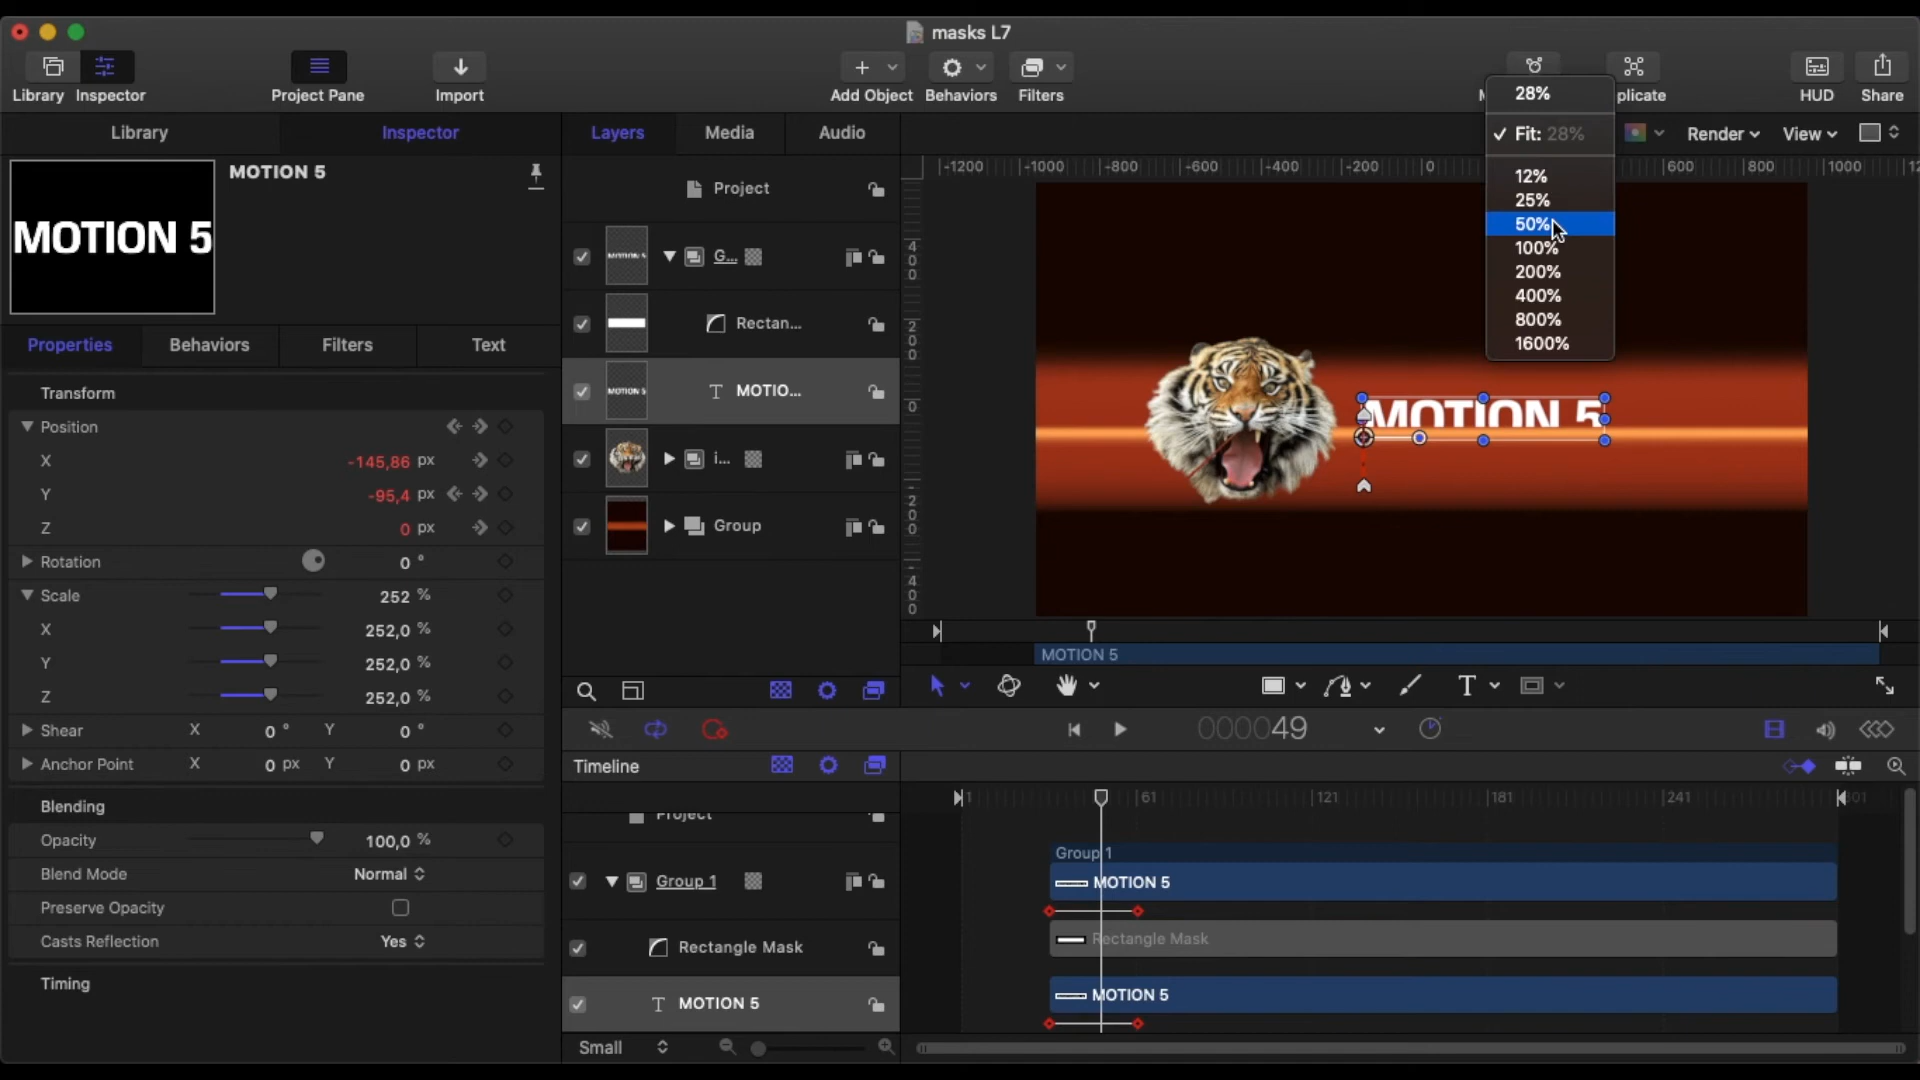 masks L7
Library Inspector Project Pane Import Add Object Behaviors Filters plicate HUD Share
Library Inspector Layers Media Audio
28%
Fit: 28%
12%
25%
50%
100%
200%
400%
800%
1600%
Render View
-1200 -1000 -800 -600 -400 -200 0 600 800 1000
MOTION 5
MOTION 5
Properties Behaviors Filters Text
Transform
Position
X -145,86 px
Y -95,4 px
Z 0 px
Rotation 0 °
Scale 252 %
X 252,0 %
Y 252,0 %
Z 252,0 %
Shear X 0 ° Y 0 °
Anchor Point X 0 px Y 0 px
Blending
Opacity 100,0 %
Blend Mode Normal
Preserve Opacity
Casts Reflection Yes
Timing
Project
G...
Rectan...
MOTIO...
i...
Group
400
200
0
-200
-400
MOTION 5
MOTION 5
000049
Timeline
1 61 121 181 241 301
Project
Group 1
Rectangle Mask
T MOTION 5
Small
Group 1
MOTION 5
Rectangle Mask
MOTION 5